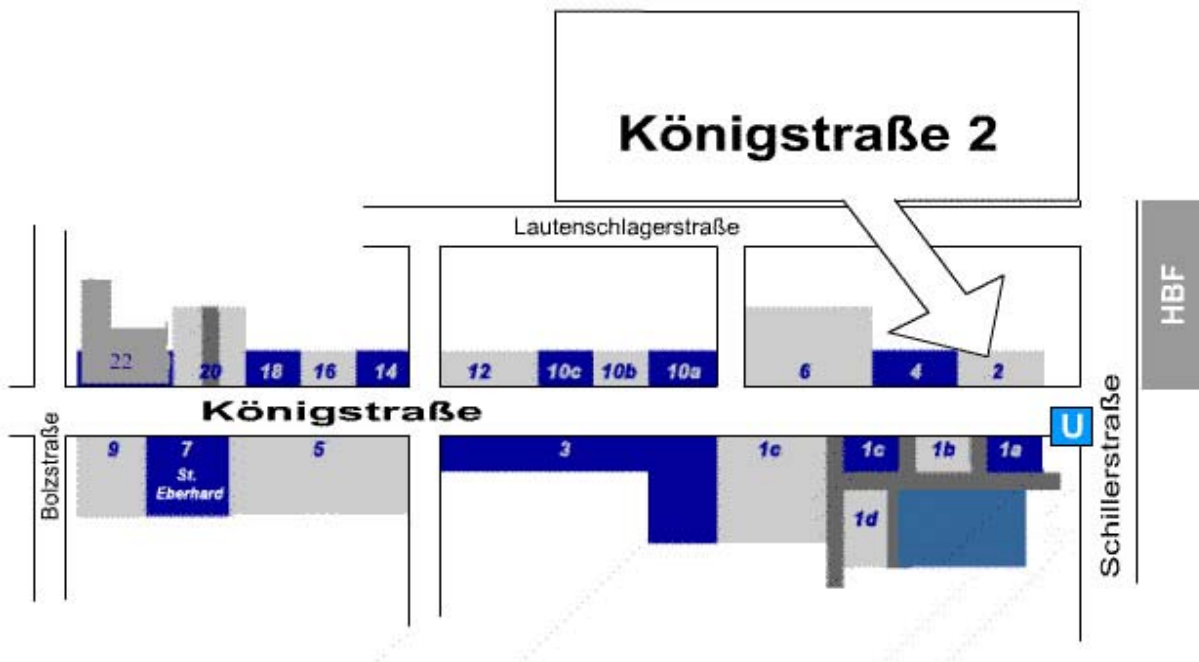 Königstraße 2
Lautenschlagerstraße
HBF
22
20
18
16
14
12
10c
10b
10a
6
4
2
Königstraße
U
9
7
St.
Eberhard
5
3
1e
1c
1b
1a
1d
Bolzstraße
Schillerstraße